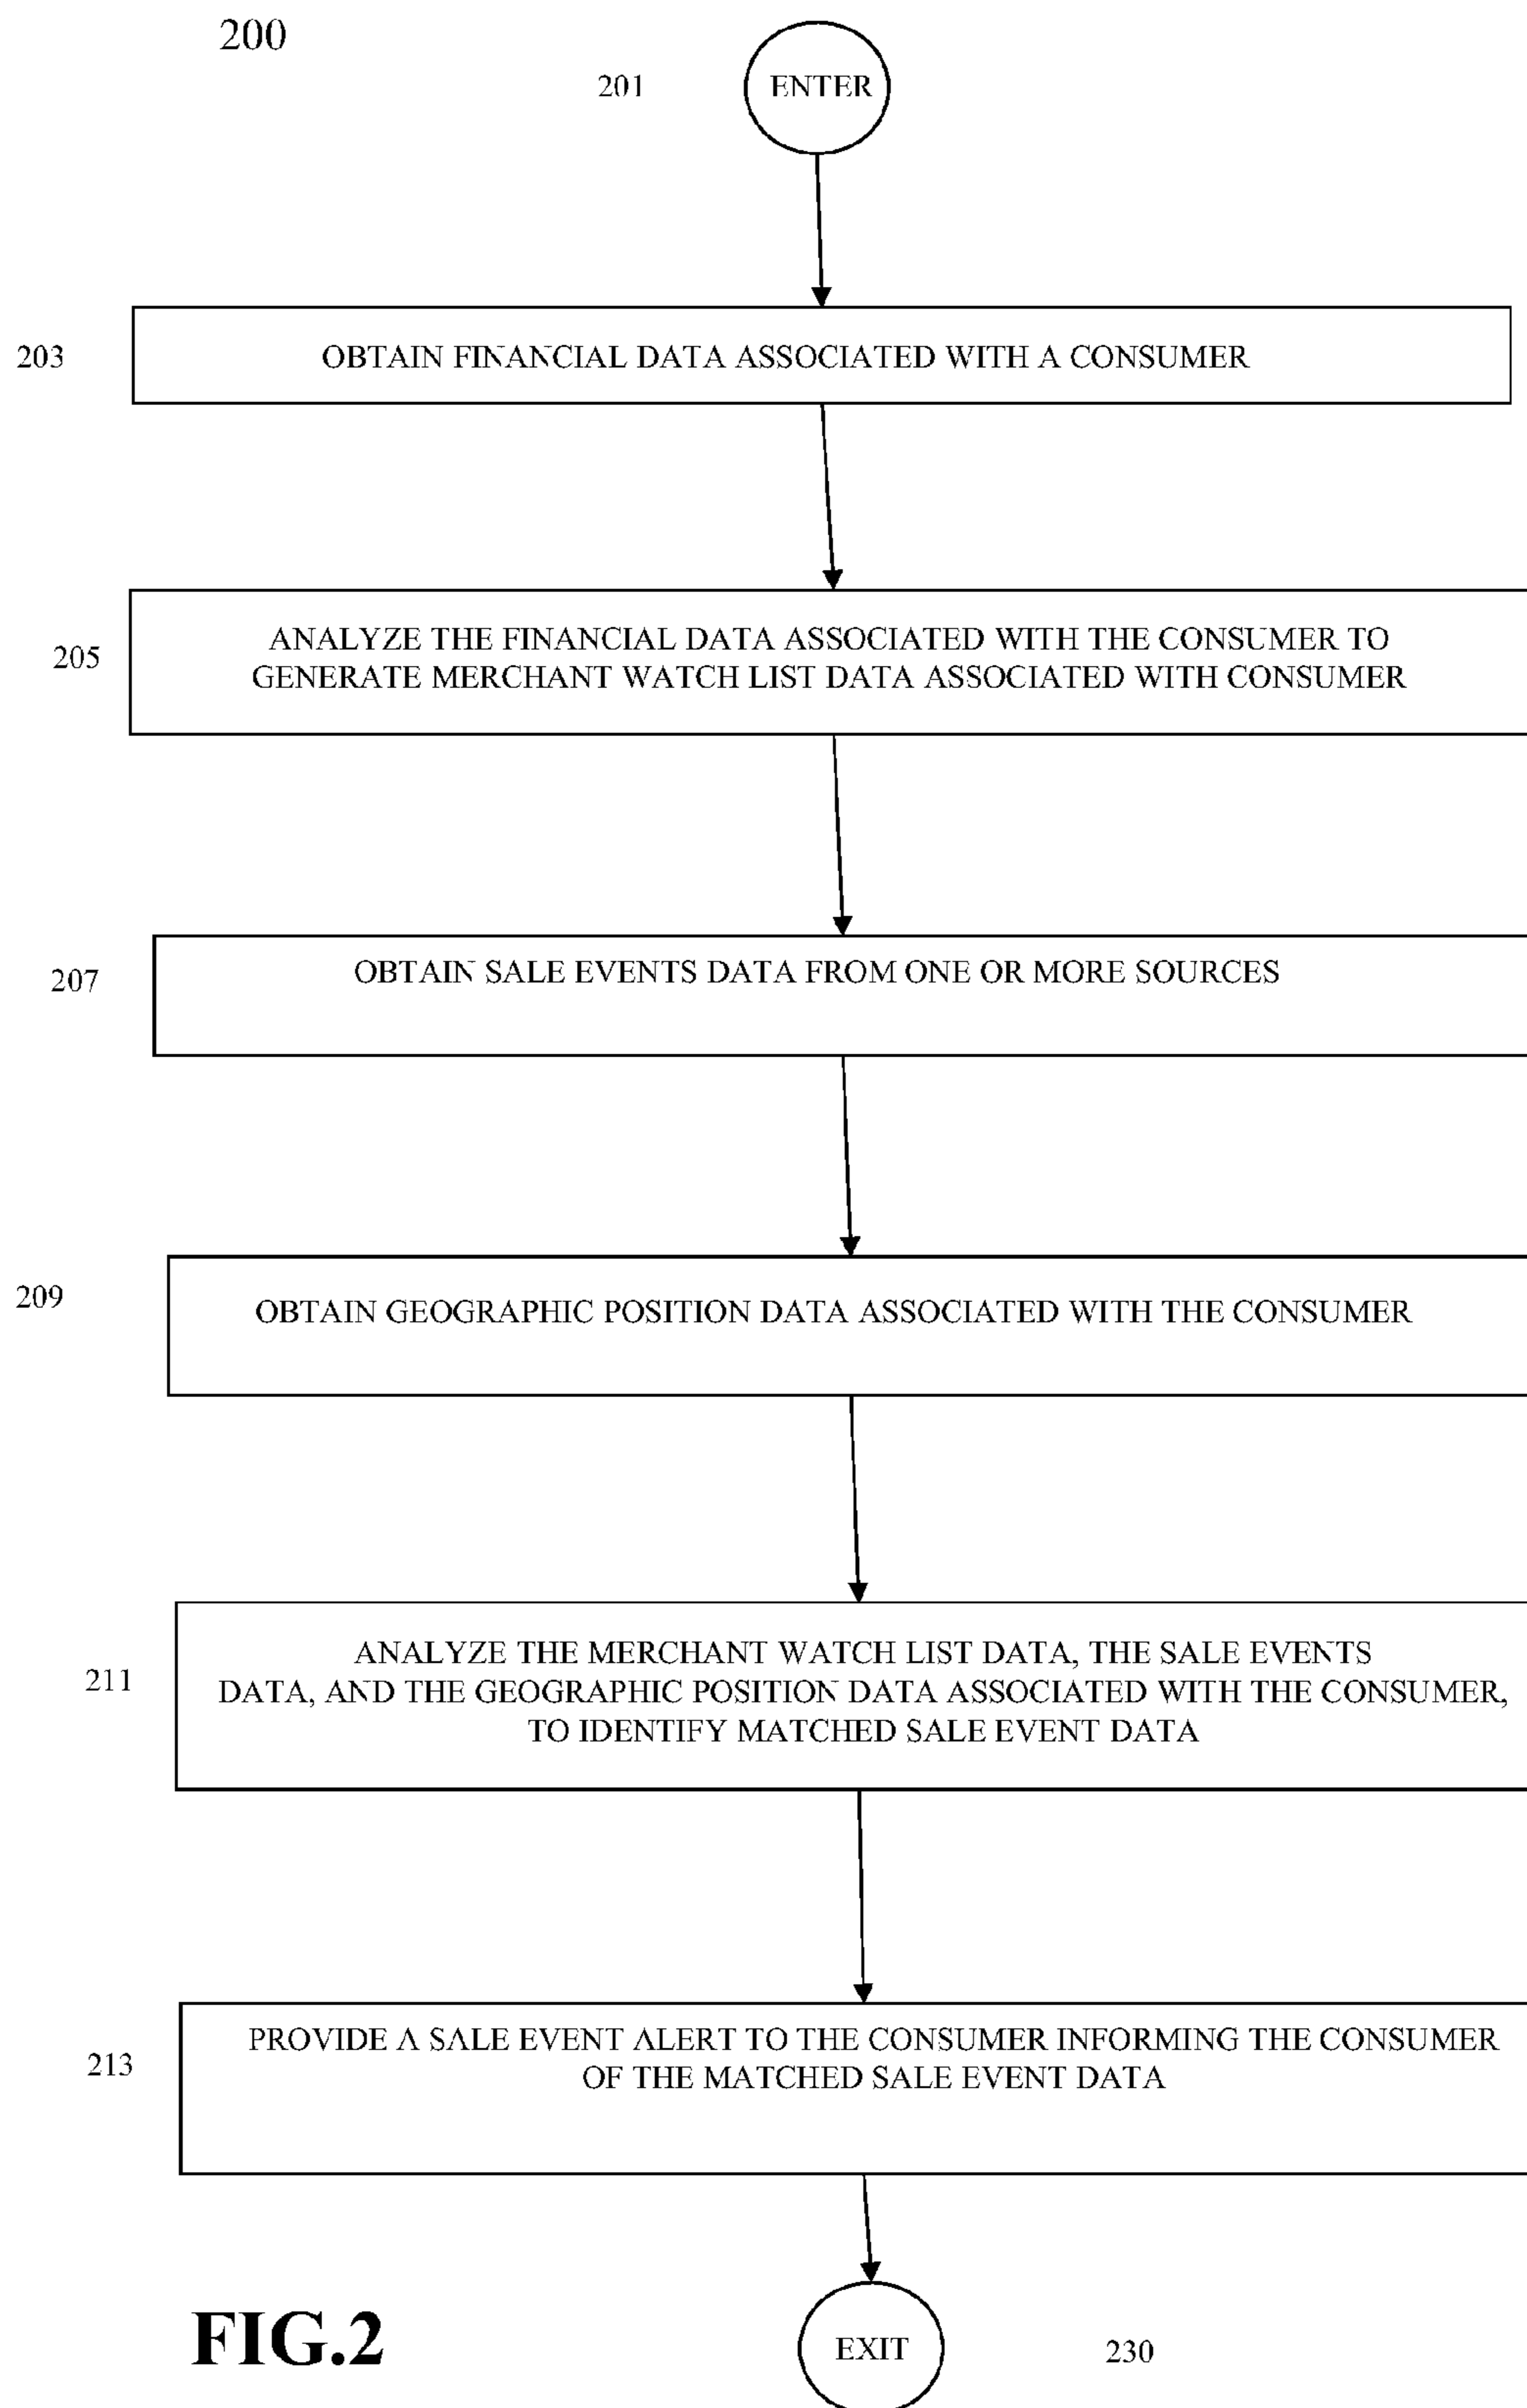 200
201
ENTER
203
OBTAIN FINANCIAL DATA ASSOCIATED WITH A CONSUMER
205
ANALYZE THE FINANCIAL DATA ASSOCIATED WITH THE CONSUMER TO
GENERATE MERCHANT WATCH LIST DATA ASSOCIATED WITH CONSUMER
207
OBTAIN SALE EVENTS DATA FROM ONE OR MORE SOURCES
209
OBTAIN GEOGRAPHIC POSITION DATA ASSOCIATED WITH THE CONSUMER
211
ANALYZE THE MERCHANT WATCH LIST DATA, THE SALE EVENTS
DATA, AND THE GEOGRAPHIC POSITION DATA ASSOCIATED WITH THE CONSUMER,
TO IDENTIFY MATCHED SALE EVENT DATA
213
PROVIDE A SALE EVENT ALERT TO THE CONSUMER INFORMING THE CONSUMER
OF THE MATCHED SALE EVENT DATA
FIG.2
EXIT
230